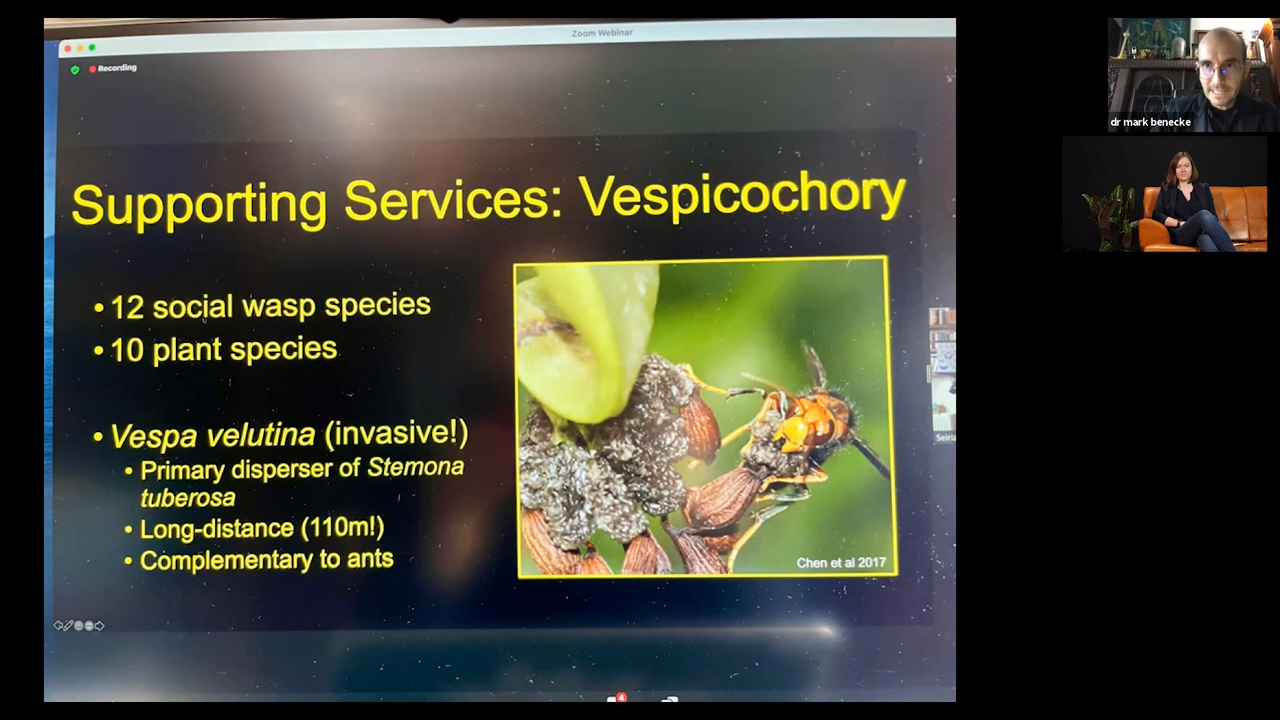 Zoom Webinar
Recording
Supporting Services: Vespicochory
• 12 social wasp species
• 10 plant species
• Vespa velutina (invasive!)
• Primary disperser of Stemona
tuberosa
• Long-distance (110m!)
• Complementary to ants
Chen et al 2017
4
dr mark benecke